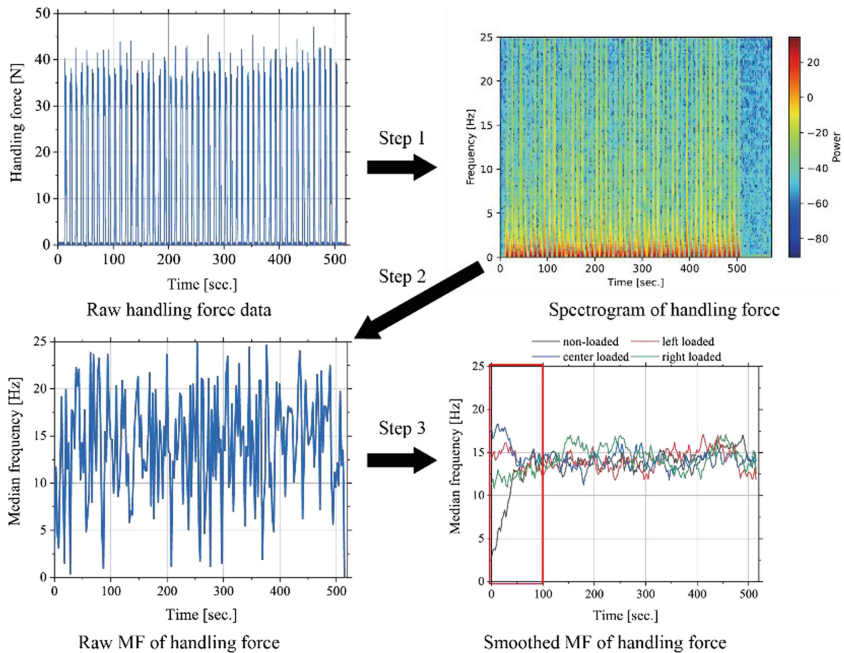 50
40
30
20
10
0
Handling force [N]
0 100 200 300 400 500
Time [sec.]
Raw handling force data
Step 1
25
20
15
10
5
0
Frequency [Hz]
0 100 200 300 400 500
Time [sec.]
20
0
−20
−40
−60
−80
Power
Spectrogram of handling force
Step 2
25
20
15
10
5
0
Median frequency [Hz]
0 100 200 300 400 500
Time [sec.]
Raw MF of handling force
Step 3
non-loaded left loaded
center loaded right loaded
25
20
15
10
5
0
Median frequency [Hz]
0 100 200 300 400 500
Time [sec.]
Smoothed MF of handling force